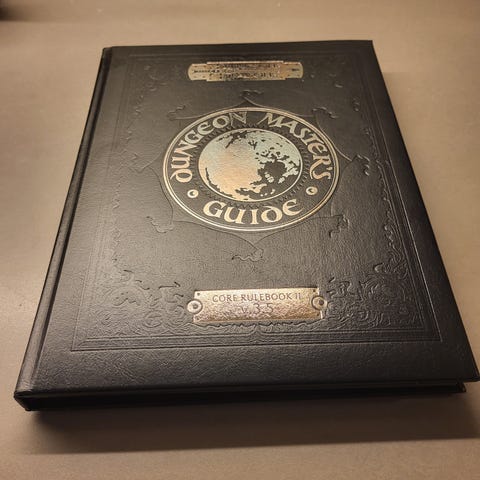 DUNGEON MASTER'S
GUIDE
CORE RULEBOOK II
v. 3.5